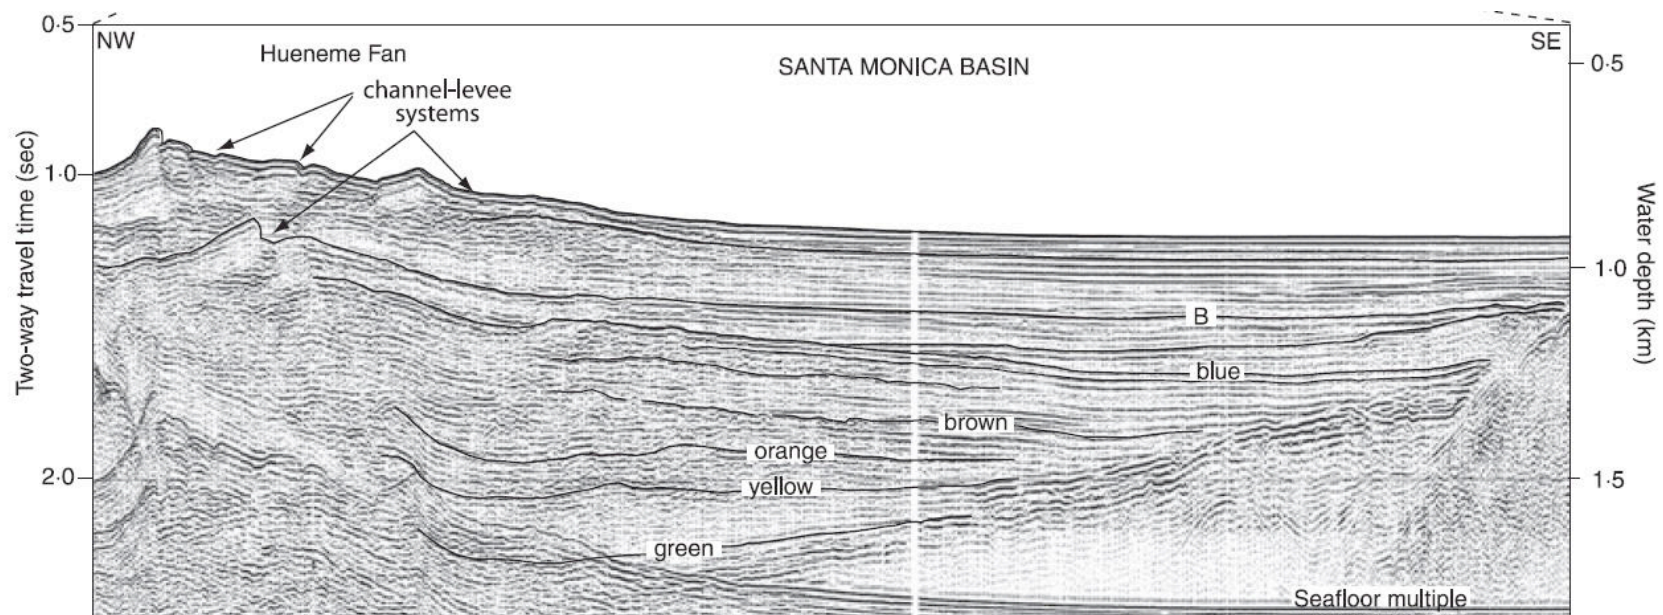 0·5
NW
Hueneme Fan
SANTA MONICA BASIN
SE
0·5
channel-levee
systems
Two-way travel time (sec)
1·0
Water depth (km)
1·0
B
blue
brown
orange
2·0
yellow
1·5
green
Seafloor multiple